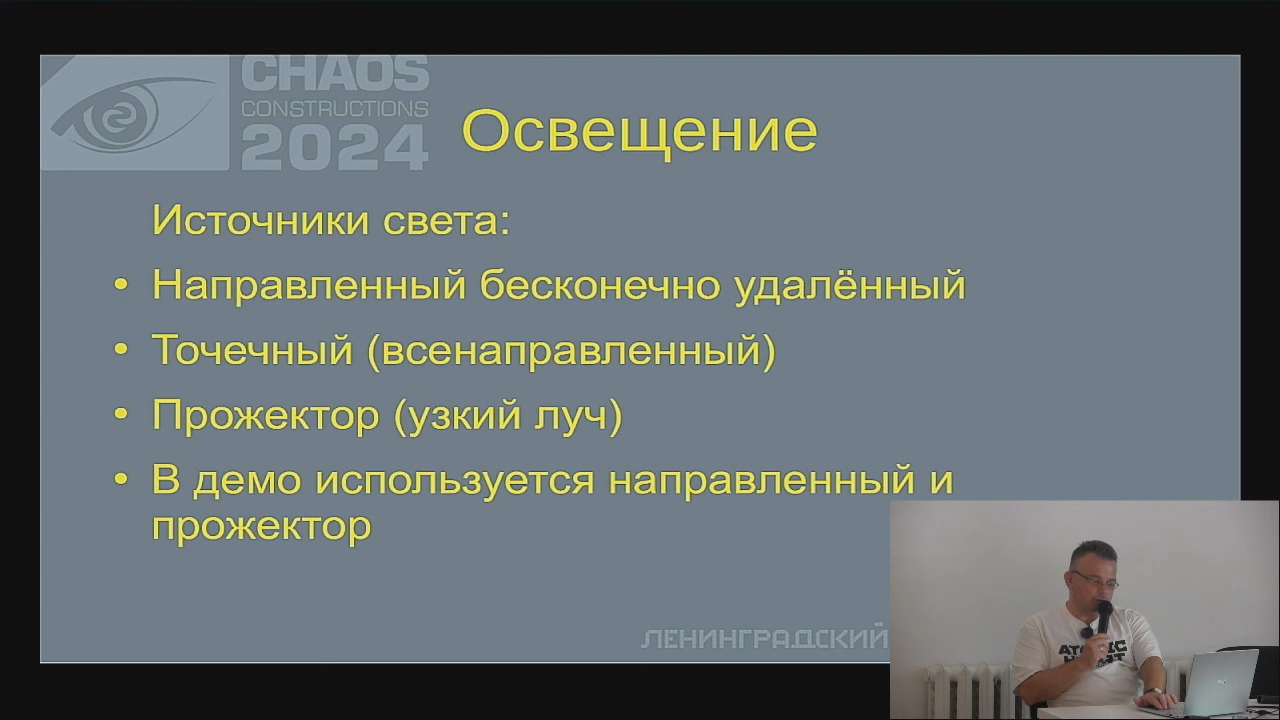 CHAOS
CONSTRUCTIONS
2024
Освещение
Источники света:
• Направленный бесконечно удалённый
• Точечный (всенаправленный)
• Прожектор (узкий луч)
• В демо используется направленный и
прожектор
ЛЕНИНГРАДСКИЙ